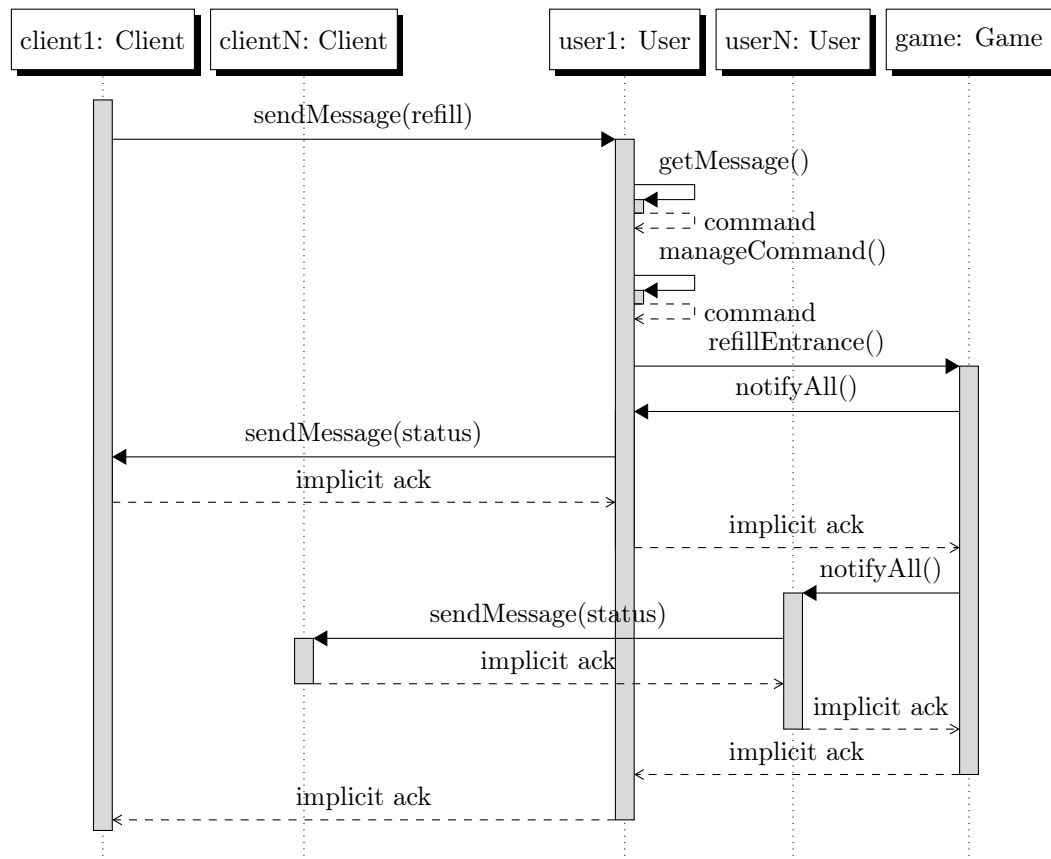 client1: Client
clientN: Client
user1: User
userN: User
game: Game
sendMessage(refill)
getMessage()
command
manageCommand()
command
refillEntrance()
notifyAll()
sendMessage(status)
implicit ack
implicit ack
notifyAll()
sendMessage(status)
implicit ack
implicit ack
implicit ack
implicit ack